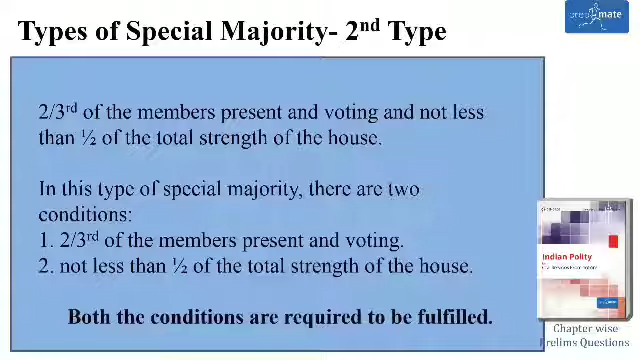 Types of Special Majority- 2nd Type
prepmate
2/3rd of the members present and voting and not less
than ½ of the total strength of the house.
In this type of special majority, there are two
conditions:
1. 2/3rd of the members present and voting.
2. not less than ½ of the total strength of the house.
Both the conditions are required to be fulfilled.
Indian Polity
Chapter wise
Prelims Questions